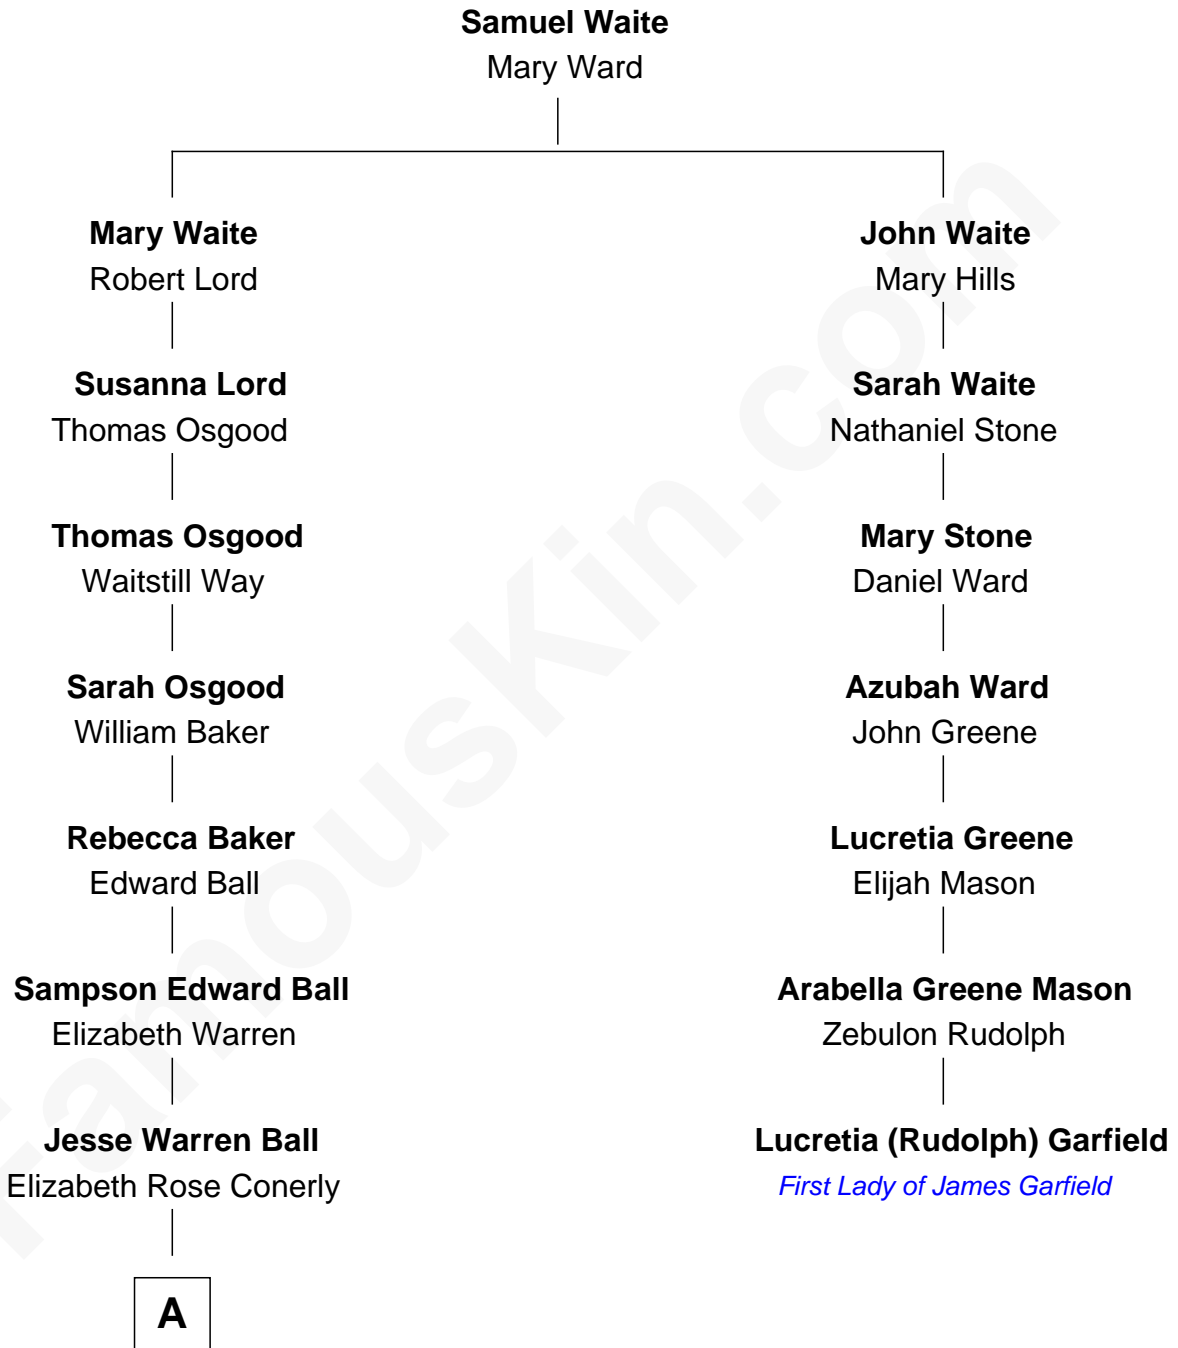 Samuel Waite
Mary Ward
Mary Waite
Robert Lord
John Waite
Mary Hills
Susanna Lord
Thomas Osgood
Sarah Waite
Nathaniel Stone
Thomas Osgood
Waitstill Way
Mary Stone
Daniel Ward
Sarah Osgood
William Baker
Azubah Ward
John Greene
Rebecca Baker
Edward Ball
Lucretia Greene
Elijah Mason
Sampson Edward Ball
Elizabeth Warren
Arabella Greene Mason
Zebulon Rudolph
Jesse Warren Ball
Elizabeth Rose Conerly
Lucretia (Rudolph) Garfield
First Lady of James Garfield
A
FamousKin.com